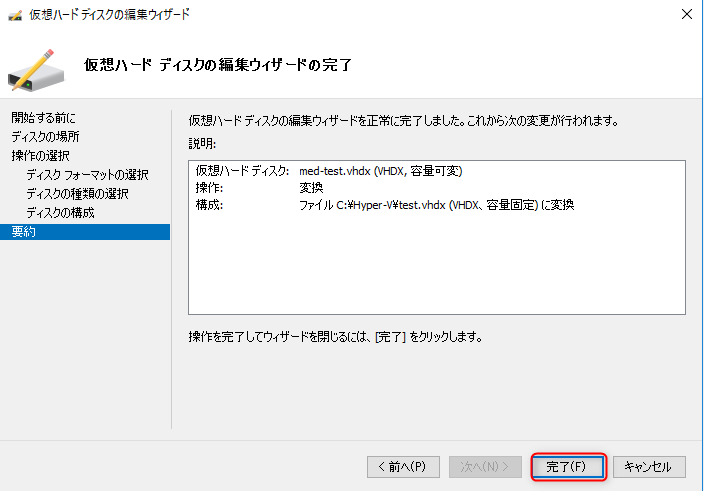 仮想ハード ディスクの編集ウィザード
仮想ハード ディスクの編集ウィザードの完了
開始する前に
ディスクの場所
操作の選択
ディスク フォーマットの選択
ディスクの種類の選択
ディスクの構成
要約
仮想ハード ディスクの編集ウィザードを正常に完了しました。これから次の変更が行われます。
説明:
仮想ハード ディスク: med-test.vhdx (VHDX, 容量可変)
操作: 変換
構成: ファイル C:¥Hyper-V¥test.vhdx (VHDX、容量固定) に変換
操作を完了してウィザードを閉じるには、[完了] をクリックします。
< 前へ(P) 次へ(N) > 完了(F) キャンセル